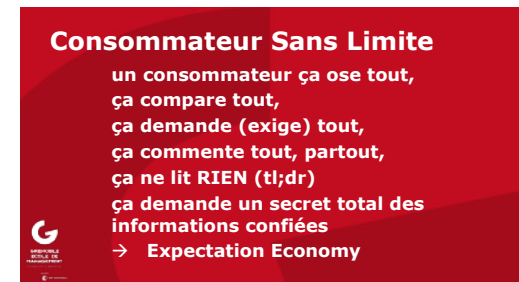 Consommateur Sans Limite
un consommateur ça ose tout,
ça compare tout,
ça demande (exige) tout,
ça commente tout, partout,
ça ne lit RIEN (tl;dr)
ça demande un secret total des
informations confiées
→ Expectation Economy
G
GRENOBLE
ECOLE DE
MANAGEMENT